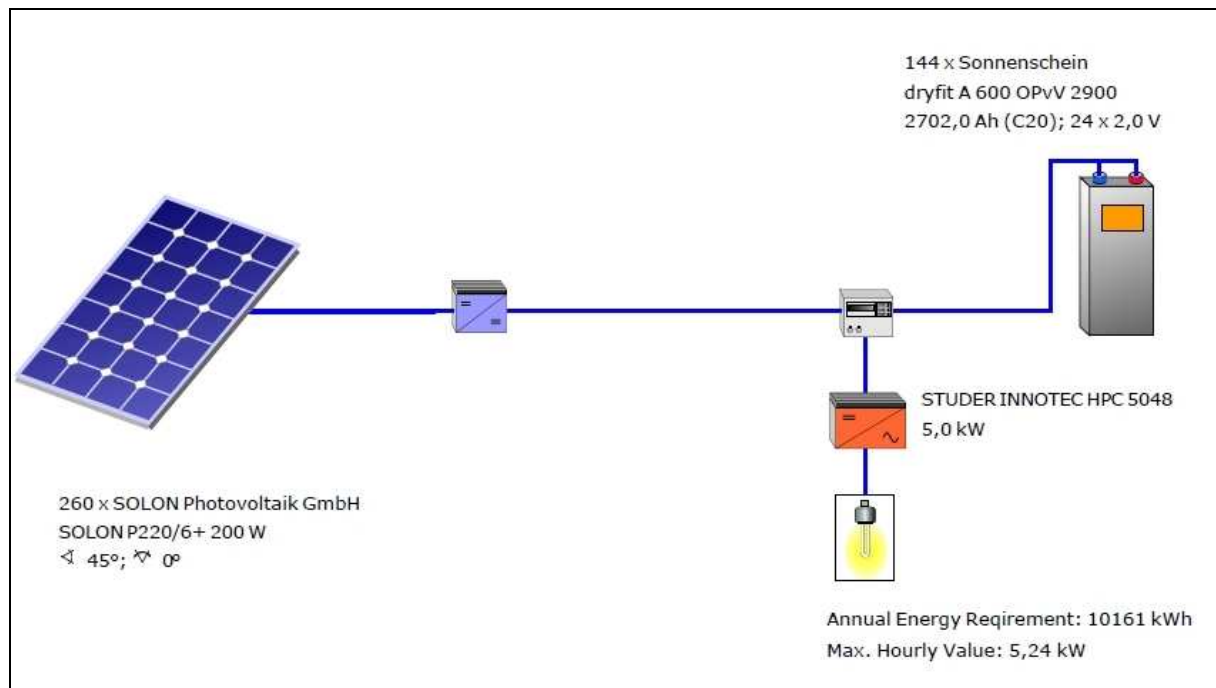 144 x Sonnenschein
dryfit A 600 OPvV 2900
2702,0 Ah (C20); 24 x 2,0 V
STUDER INNOTEC HPC 5048
5,0 kW
260 x SOLON Photovoltaik GmbH
SOLON P220/6+ 200 W
45°; 0º
Annual Energy Reqirement: 10161 kWh
Max. Hourly Value: 5,24 kW